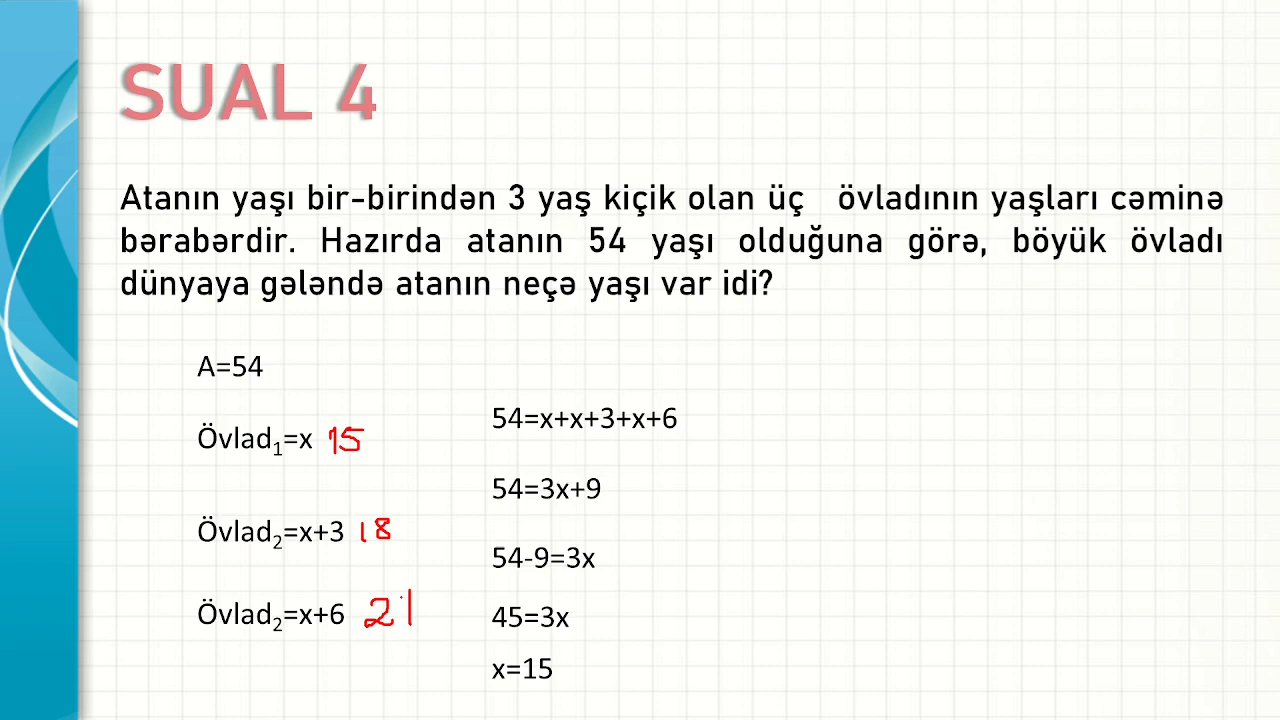 SUAL 4
Atanın yaşı bir-birindən 3 yaş kiçik olan üç övladının yaşları cəminə
bərabərdir. Hazırda atanın 54 yaşı olduğuna görə, böyük övladı
dünyaya gələndə atanın neçə yaşı var idi?
A=54
Övlad₁=x 15
Övlad₂=x+3 18
Övlad₂=x+6 21
54=x+x+3+x+6
54=3x+9
54-9=3x
45=3x
x=15